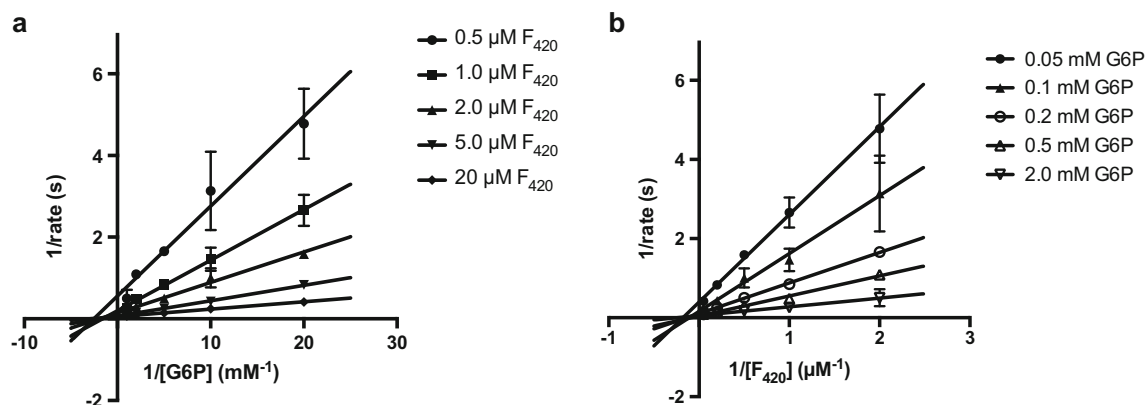 a
0.5 µM F420
1.0 µM F420
2.0 µM F420
5.0 µM F420
20 µM F420
1/rate (s)
6
4
2
-2
-10
10
20
30
1/[G6P] (mM-1)
b
0.05 mM G6P
0.1 mM G6P
0.2 mM G6P
0.5 mM G6P
2.0 mM G6P
1/rate (s)
6
4
2
-2
-1
1
2
3
1/[F420] (µM-1)